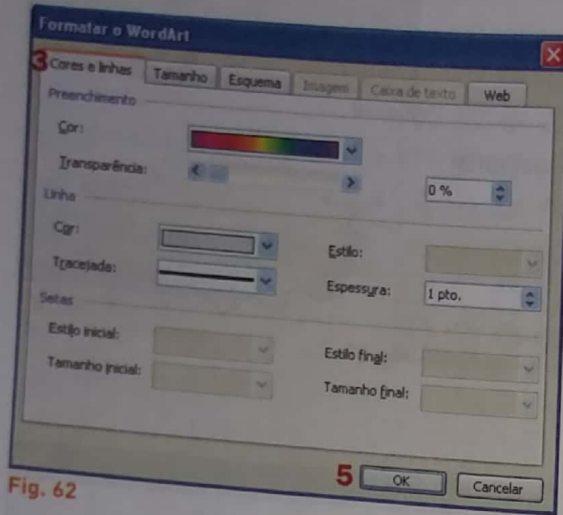 Formatar o WordArt
3 Cores e linhas Tamanho Esquema Imagem Caixa de texto Web
Preenchimento
Cor:
Transparência: 0 %
Linha
Cor: Estilo:
Tracejada: Espessura: 1 pto.
Setas
Estilo inicial: Estilo final:
Tamanho inicial: Tamanho final:
5 OK Cancelar
Fig. 62